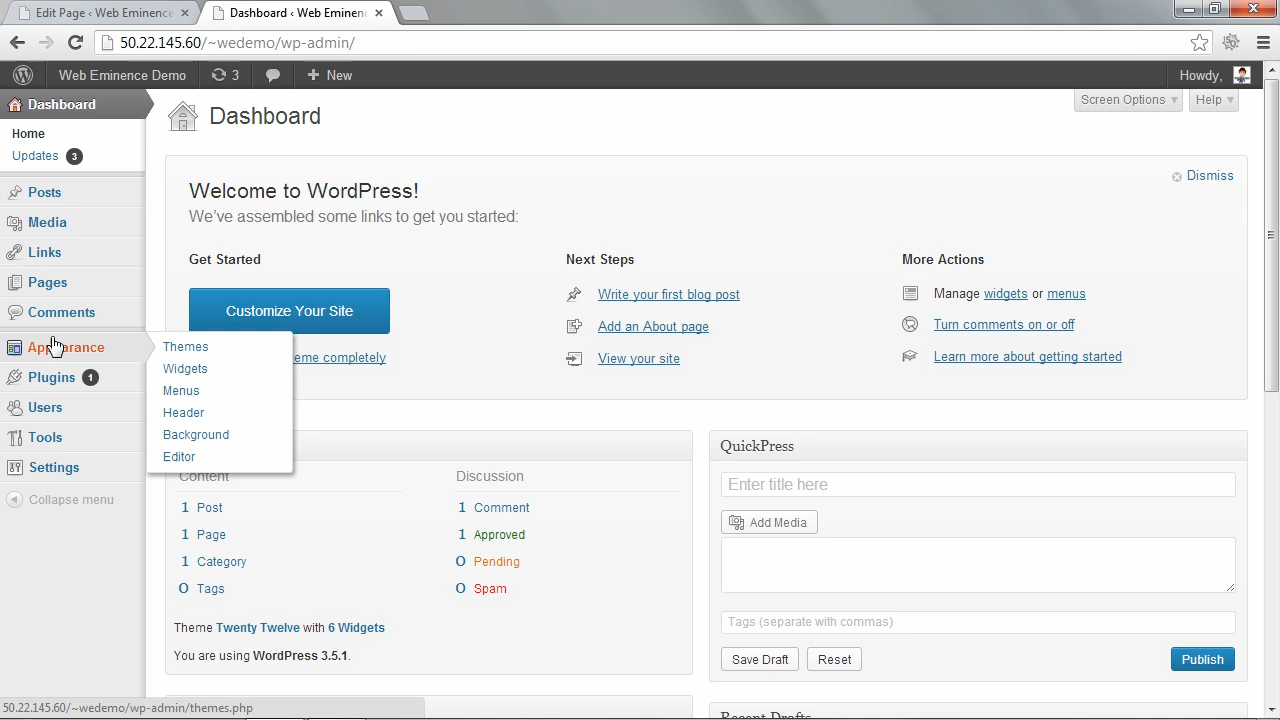 Edit Page ‹ Web Eminence
Dashboard ‹ Web Eminenc
50.22.145.60/~wedemo/wp-admin/
Web Eminence Demo
3
New
Howdy,
Dashboard
Home
Updates 3
Posts
Media
Links
Pages
Comments
Appearance
Plugins 1
Users
Tools
Settings
Collapse menu
Themes
Widgets
Menus
Header
Background
Editor
Dashboard
Screen Options
Help
Welcome to WordPress!
Dismiss
We've assembled some links to get you started:
Get Started
Customize Your Site
completely
Next Steps
Write your first blog post
Add an About page
View your site
More Actions
Manage widgets or menus
Turn comments on or off
Learn more about getting started
Content
1 Post
1 Page
1 Category
0 Tags
Discussion
1 Comment
1 Approved
0 Pending
0 Spam
Theme Twenty Twelve with 6 Widgets
You are using WordPress 3.5.1.
QuickPress
Enter title here
Add Media
Tags (separate with commas)
Save Draft
Reset
Publish
Recent Drafts
50.22.145.60/~wedemo/wp-admin/themes.php